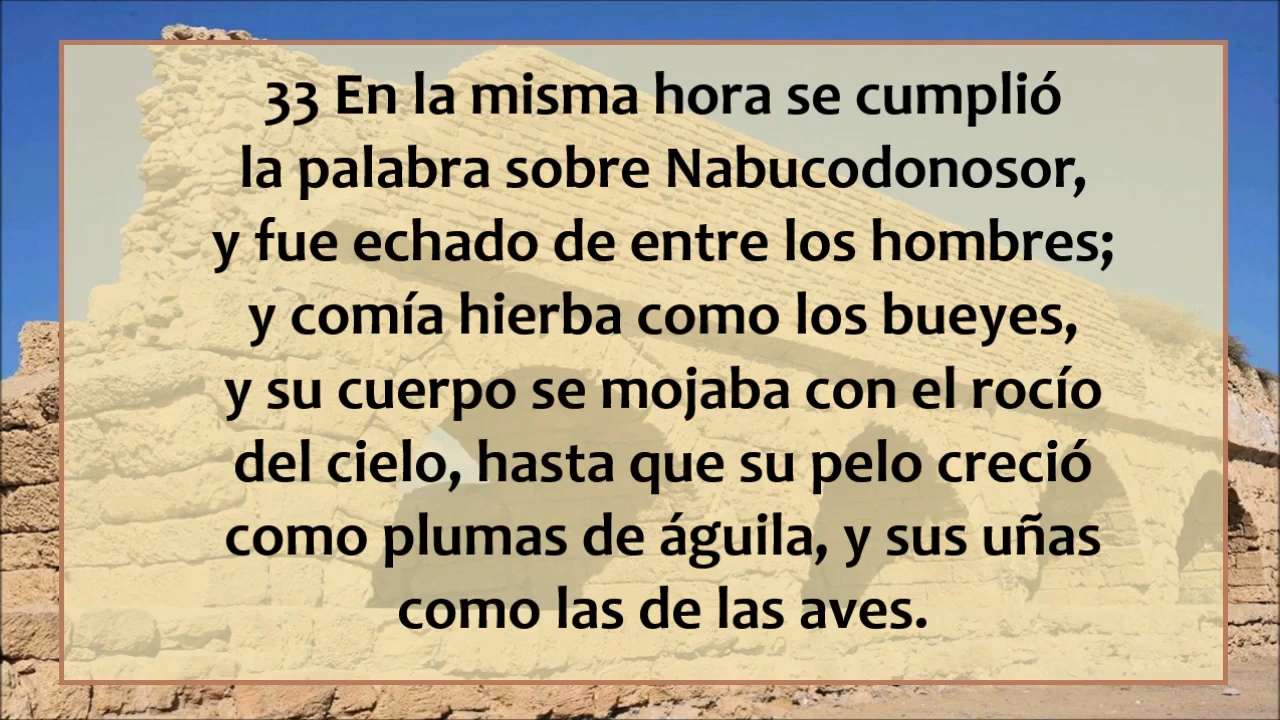 33 En la misma hora se cumplió
la palabra sobre Nabucodonosor,
y fue echado de entre los hombres;
y comía hierba como los bueyes,
y su cuerpo se mojaba con el rocío
del cielo, hasta que su pelo creció
como plumas de águila, y sus uñas
como las de las aves.